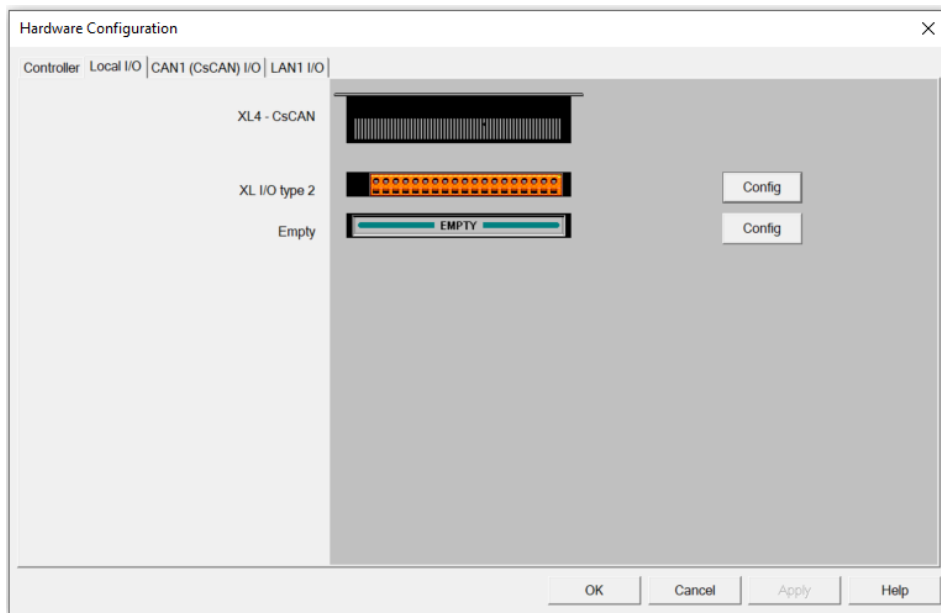 Hardware Configuration
Controller Local I/O CAN1 (CsCAN) I/O LAN1 I/O
XL4 - CsCAN
XL I/O type 2 Config
Empty EMPTY Config
OK Cancel Apply Help